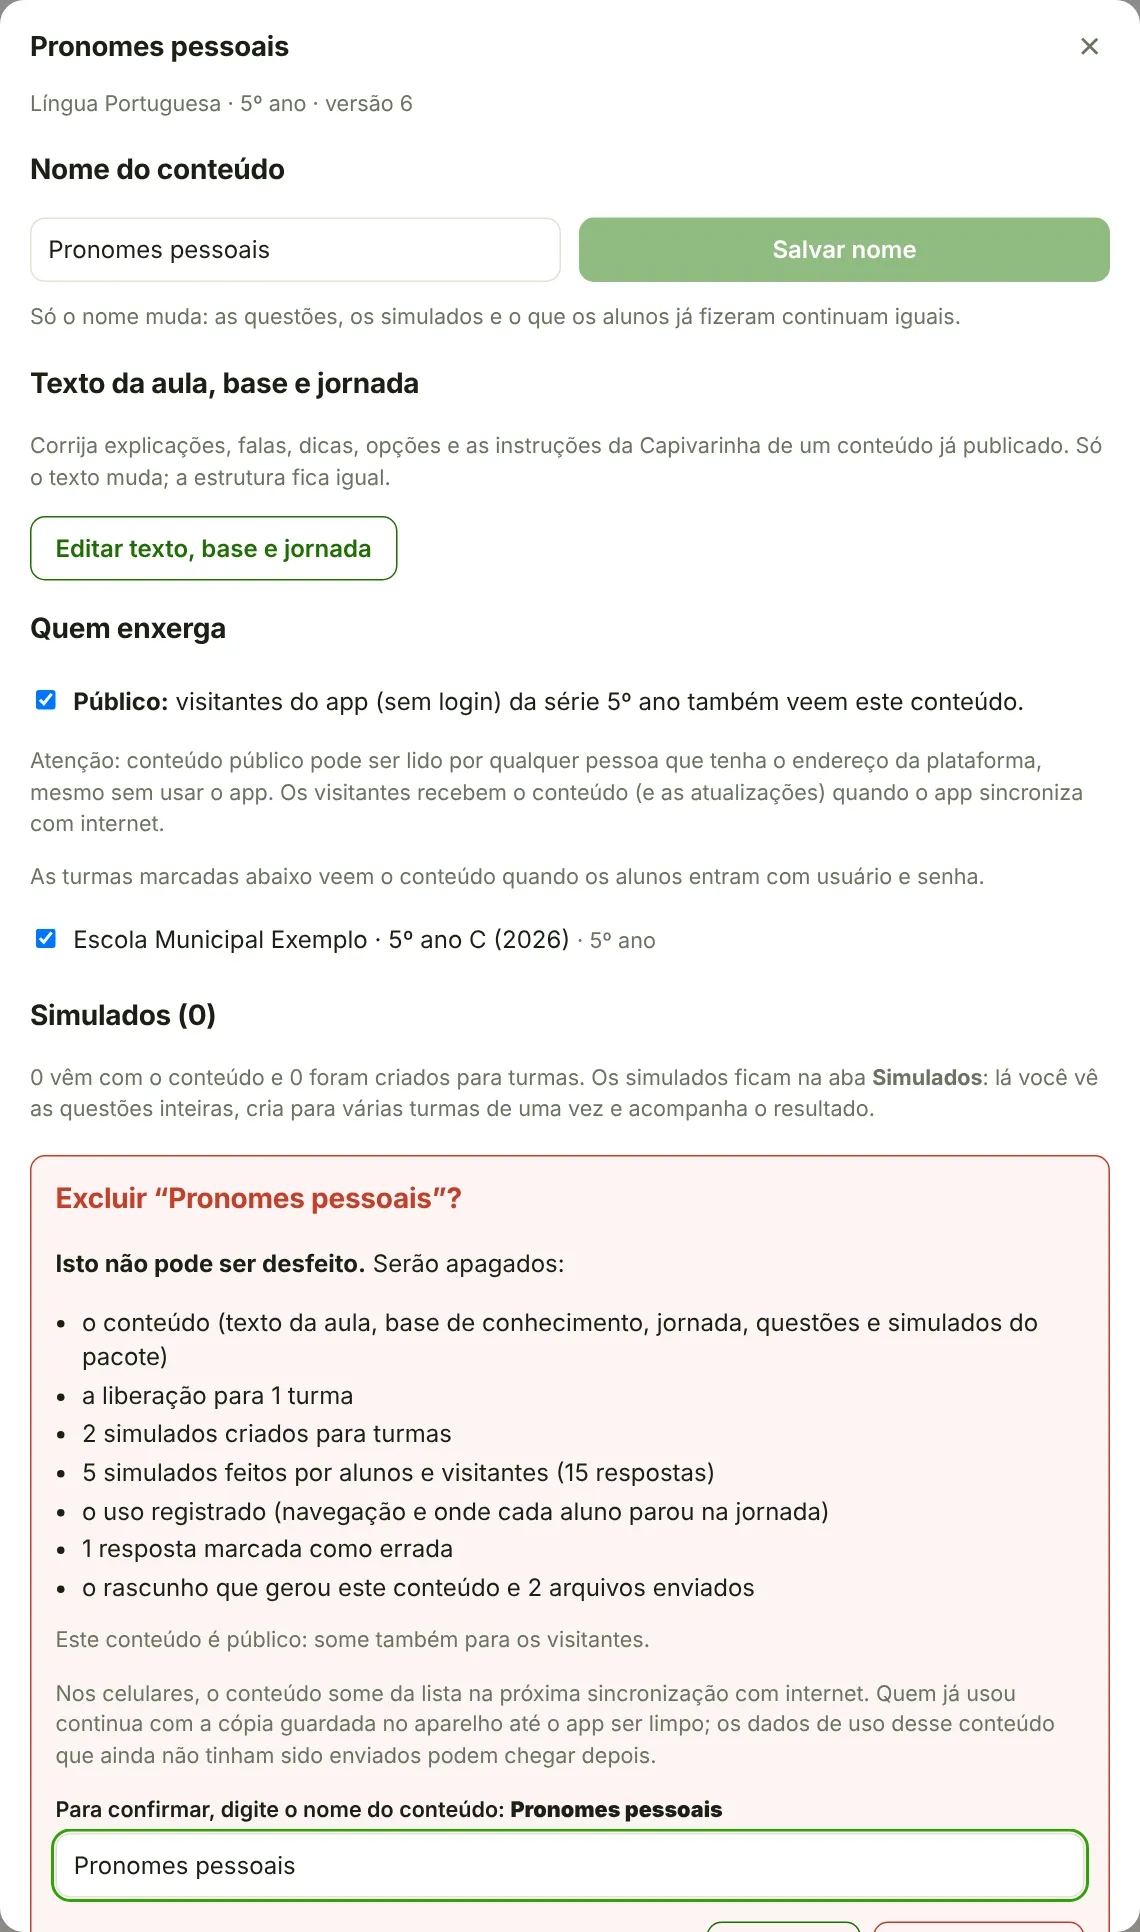 Pronomes pessoais
Língua Portuguesa · 5º ano · versão 6
Nome do conteúdo
Pronomes pessoais
Salvar nome
Só o nome muda: as questões, os simulados e o que os alunos já fizeram continuam iguais.
Texto da aula, base e jornada
Corrija explicações, falas, dicas, opções e as instruções da Capivarinha de um conteúdo já publicado. Só
o texto muda; a estrutura fica igual.
Editar texto, base e jornada
Quem enxerga
Público: visitantes do app (sem login) da série 5º ano também veem este conteúdo.
Atenção: conteúdo público pode ser lido por qualquer pessoa que tenha o endereço da plataforma,
mesmo sem usar o app. Os visitantes recebem o conteúdo (e as atualizações) quando o app sincroniza
com internet.
As turmas marcadas abaixo veem o conteúdo quando os alunos entram com usuário e senha.
Escola Municipal Exemplo · 5º ano C (2026) · 5º ano
Simulados (0)
0 vêm com o conteúdo e 0 foram criados para turmas. Os simulados ficam na aba Simulados: lá você vê
as questões inteiras, cria para várias turmas de uma vez e acompanha o resultado.
Excluir “Pronomes pessoais”?
Isto não pode ser desfeito. Serão apagados:
• o conteúdo (texto da aula, base de conhecimento, jornada, questões e simulados do
pacote)
• a liberação para 1 turma
• 2 simulados criados para turmas
• 5 simulados feitos por alunos e visitantes (15 respostas)
• o uso registrado (navegação e onde cada aluno parou na jornada)
• 1 resposta marcada como errada
• o rascunho que gerou este conteúdo e 2 arquivos enviados
Este conteúdo é público: some também para os visitantes.
Nos celulares, o conteúdo some da lista na próxima sincronização com internet. Quem já usou
continua com a cópia guardada no aparelho até o app ser limpo; os dados de uso desse conteúdo
que ainda não tinham sido enviados podem chegar depois.
Para confirmar, digite o nome do conteúdo: Pronomes pessoais
Pronomes pessoais